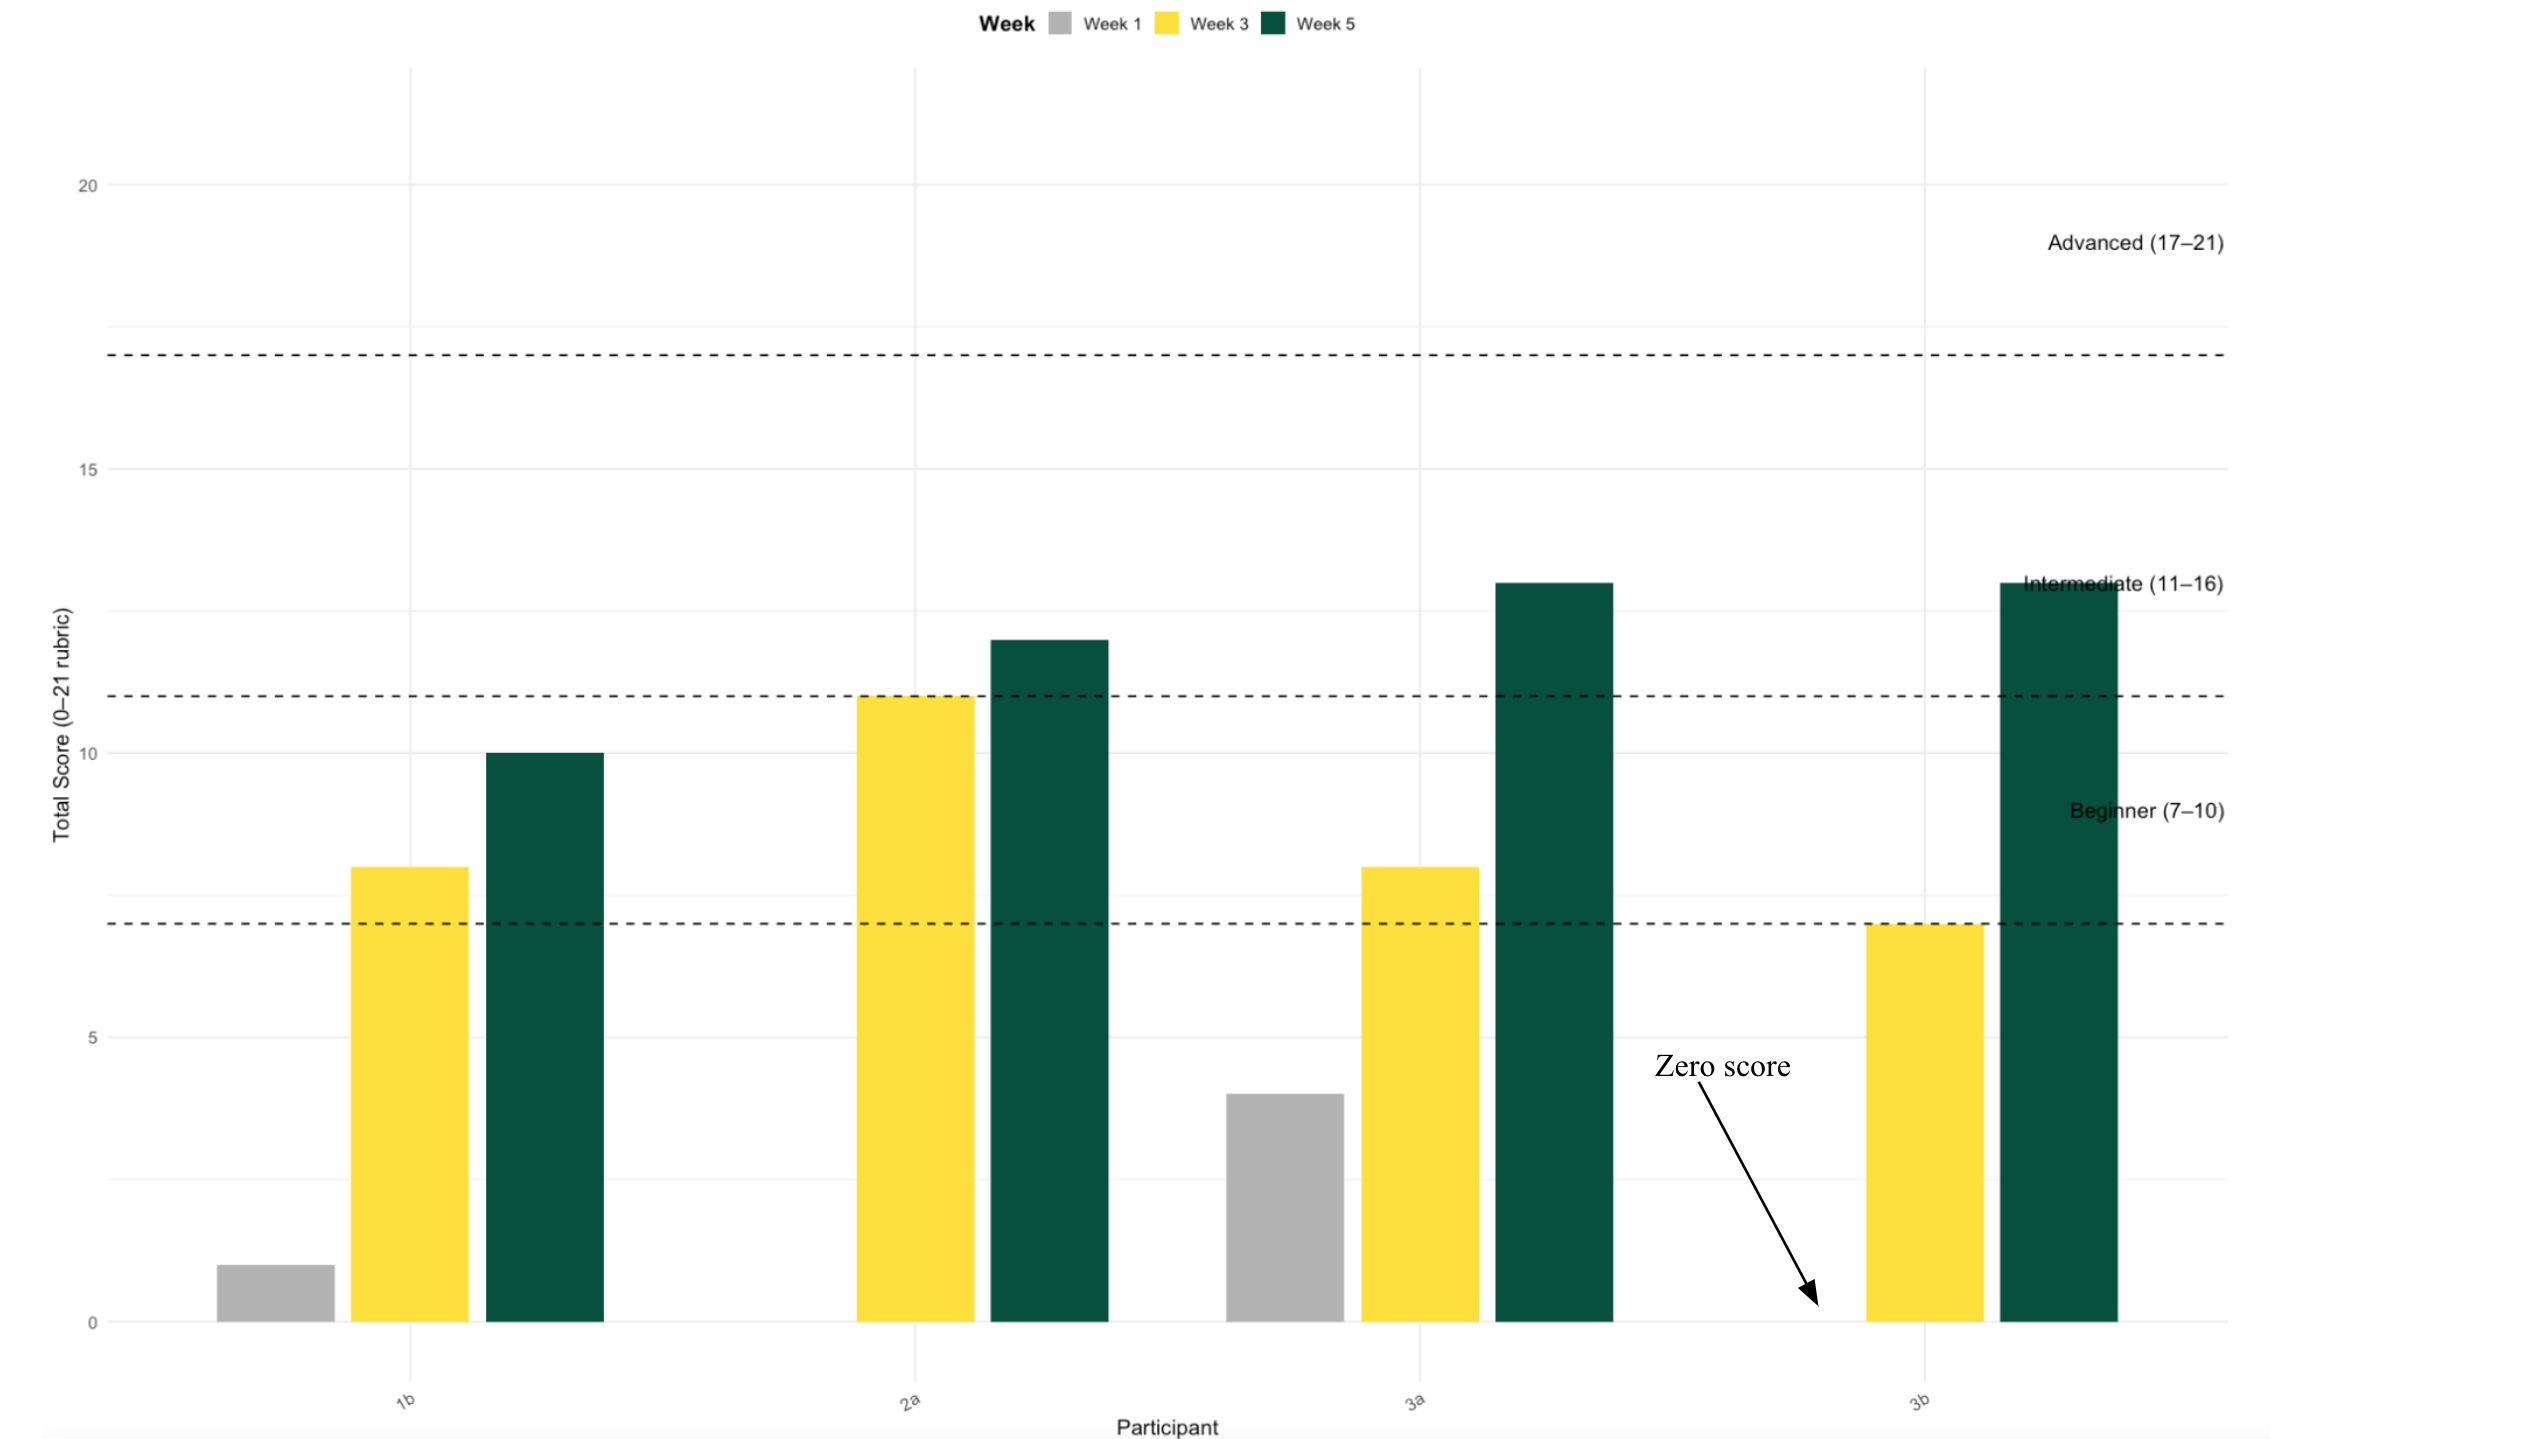 Week Week 1 Week 3 Week 5
20
Advanced (17–21)
15
Intermediate (11–16)
Total Score (0–21 rubric)
10
Beginner (7–10)
5
Zero score
0
1b 2a 3a 3b
Participant